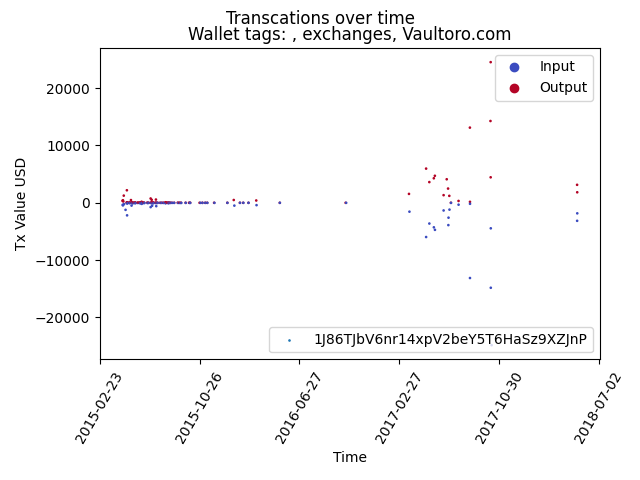 Transcations over time
Wallet tags: , exchanges, Vaultoro.com
Input
Output
20000
10000
0
−10000
−20000
Tx Value USD
1J86TJbV6nr14xpV2beY5T6HaSz9XZJnP
2015-02-23
2015-10-26
2016-06-27
2017-02-27
2017-10-30
2018-07-02
Time